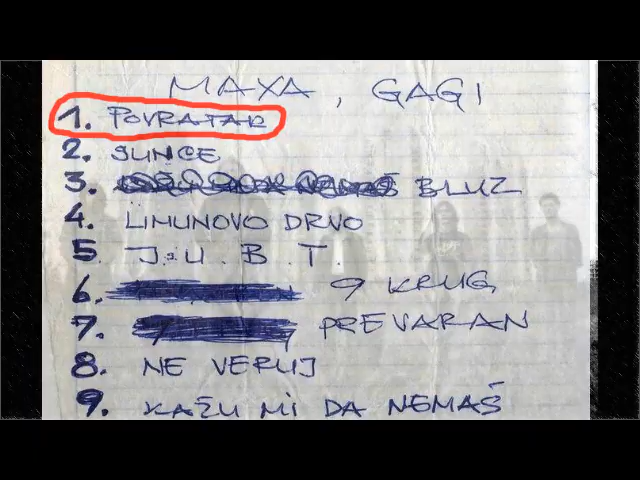 MAXA, GAGI
1. POVRATAK
2. SUNCE
3. BLUZ
4. LIMUNOVO DRVO
5. J.U.B.T.
6. 9 KRUG
7. PREVARAN
8. NE VERUJ
9. KAŽU MI DA NEMAŠ